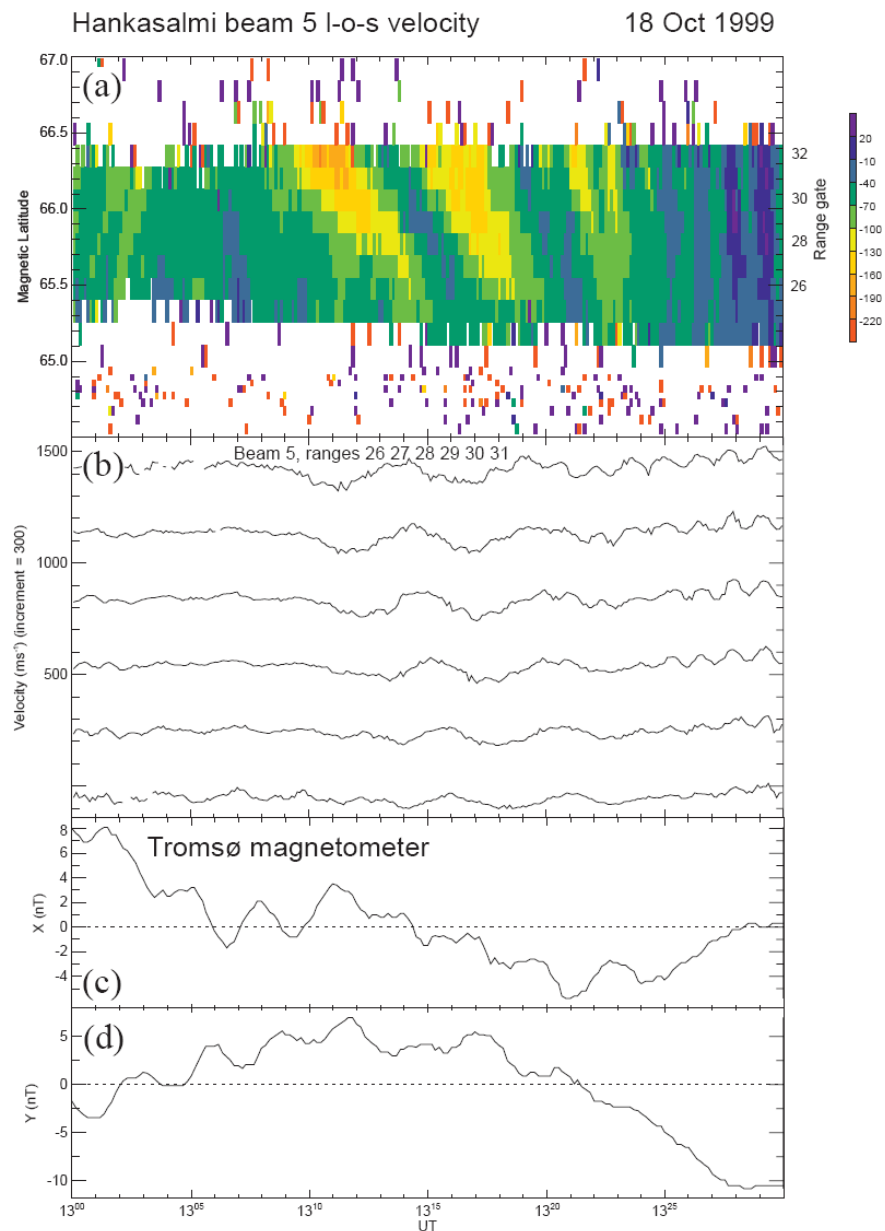 Hankasalmi beam 5 l-o-s velocity 18 Oct 1999
(a)
67.0
66.5
66.0
65.5
65.0
Magnetic Latitude
32
30
28
26
Range gate
20
-10
-40
-70
-100
-130
-160
-190
-220
(b)
Beam 5, ranges 26 27 28 29 30 31
1500
1000
500
Velocity (ms⁻¹) (increment = 300)
Tromsø magnetometer
8
6
4
2
0
-2
-4
X (nT)
(c)
(d)
5
0
-5
-10
Y (nT)
13⁰⁰ 13⁰⁵ 13¹⁰ 13¹⁵ 13²⁰ 13²⁵
UT